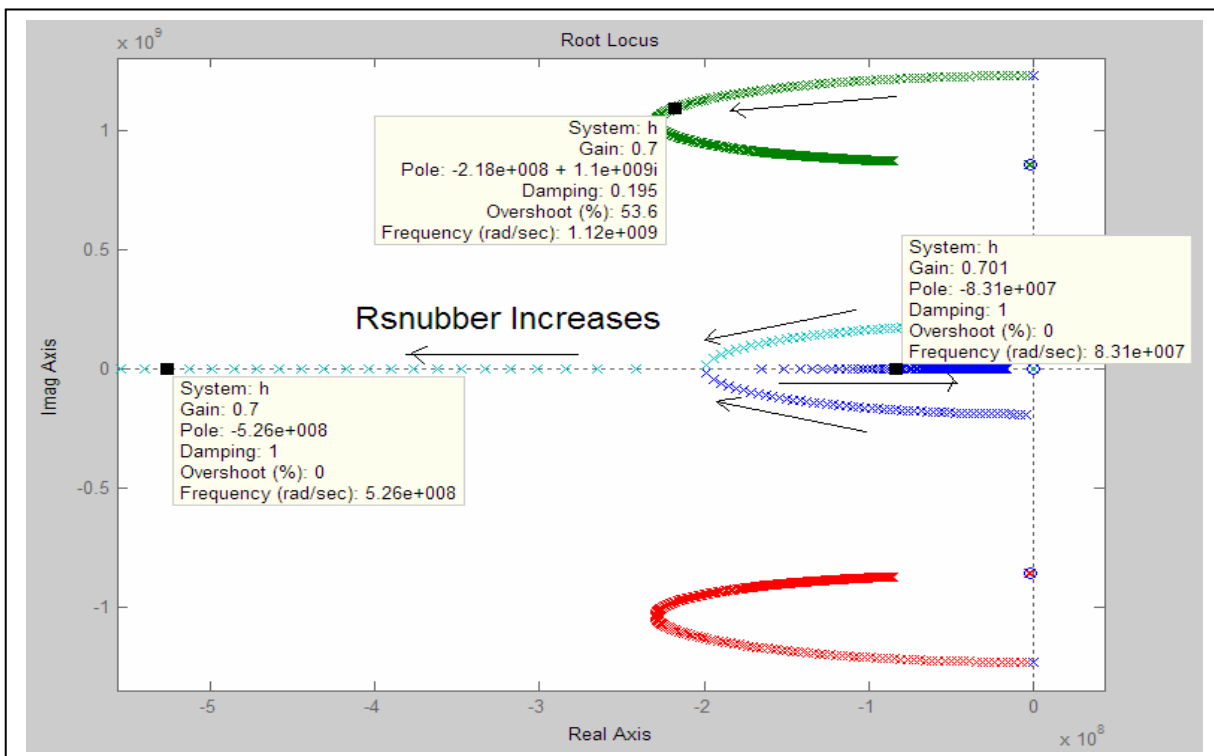 x 10^9
Root Locus
1
0.5
0
-0.5
-1
Imag Axis
System: h
Gain: 0.7
Pole: -2.18e+008 + 1.1e+009i
Damping: 0.195
Overshoot (%): 53.6
Frequency (rad/sec): 1.12e+009
System: h
Gain: 0.701
Pole: -8.31e+007
Damping: 1
Overshoot (%): 0
Frequency (rad/sec): 8.31e+007
Rsnubber Increases
System: h
Gain: 0.7
Pole: -5.26e+008
Damping: 1
Overshoot (%): 0
Frequency (rad/sec): 5.26e+008
-5 -4 -3 -2 -1 0
Real Axis
x 10^8